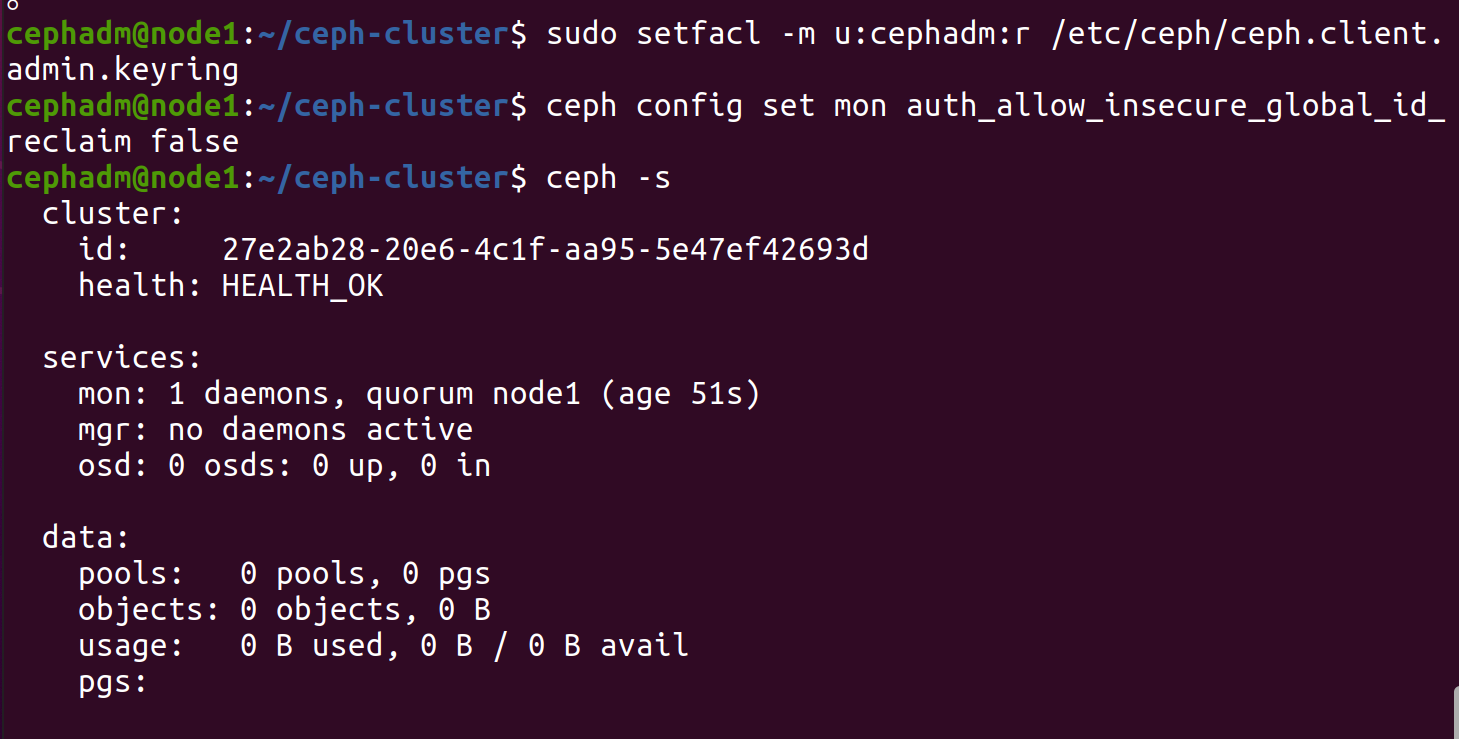 。
cephadm@node1:~/ceph-cluster$ sudo setfacl -m u:cephadm:r /etc/ceph/ceph.client.
admin.keyring
cephadm@node1:~/ceph-cluster$ ceph config set mon auth_allow_insecure_global_id_
reclaim false
cephadm@node1:~/ceph-cluster$ ceph -s
  cluster:
    id:     27e2ab28-20e6-4c1f-aa95-5e47ef42693d
    health: HEALTH_OK

  services:
    mon: 1 daemons, quorum node1 (age 51s)
    mgr: no daemons active
    osd: 0 osds: 0 up, 0 in

  data:
    pools:   0 pools, 0 pgs
    objects: 0 objects, 0 B
    usage:   0 B used, 0 B / 0 B avail
    pgs: